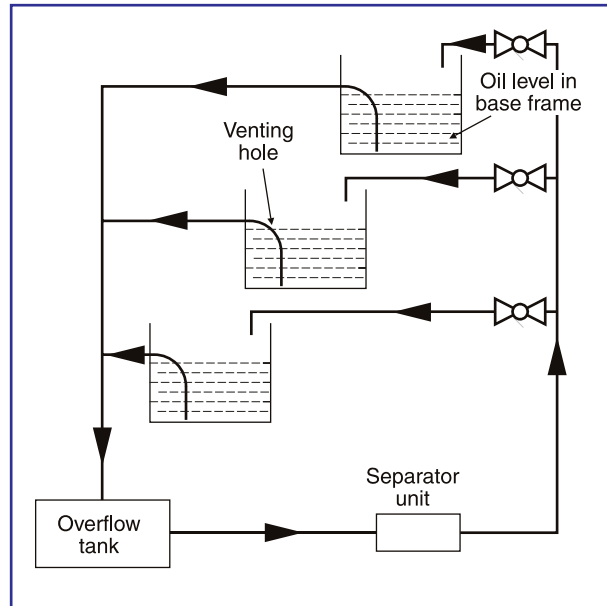 Oil level in
base frame
Venting
hole
Separator
unit
Overflow
tank